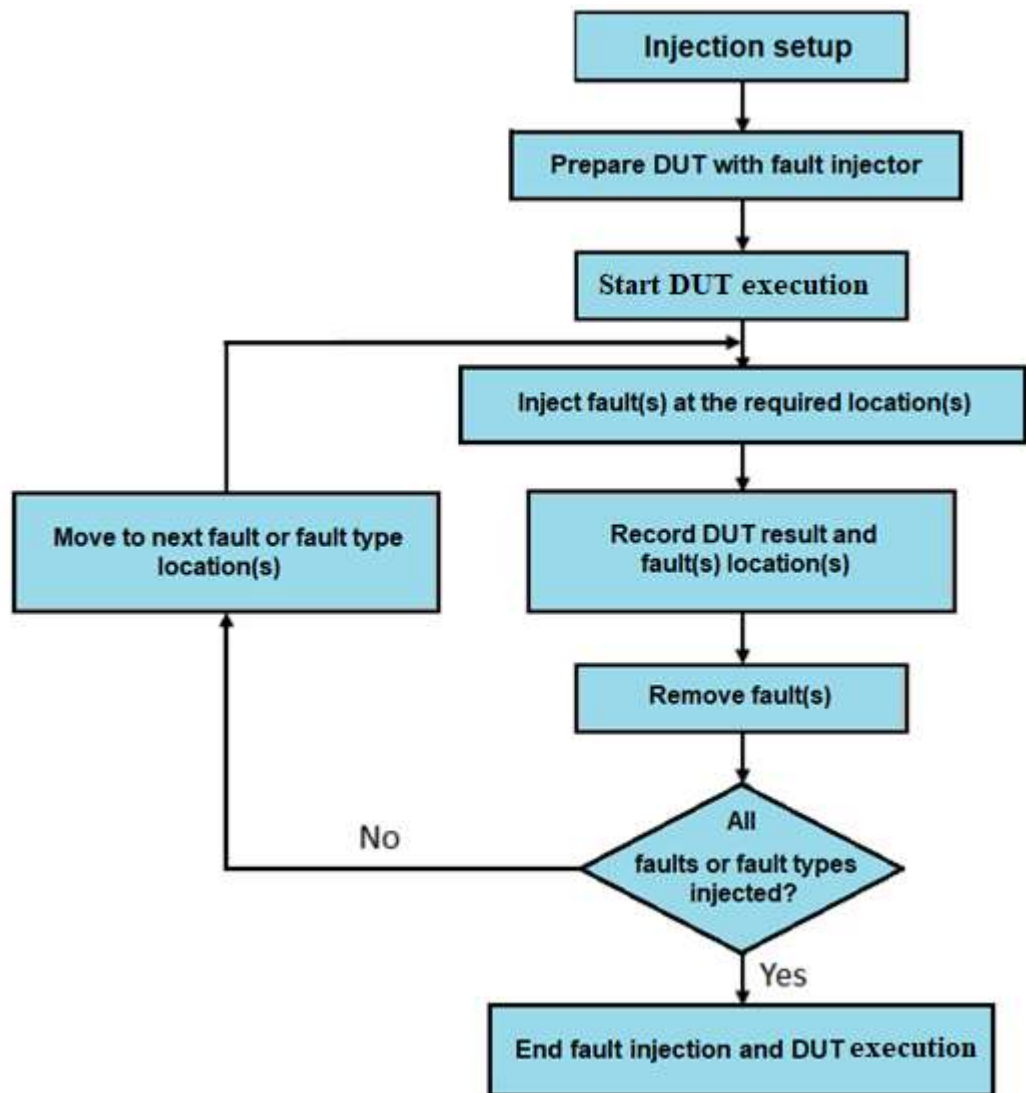 Injection setup
Prepare DUT with fault injector
Start DUT execution
Inject fault(s) at the required location(s)
Move to next fault or fault type
location(s)
Record DUT result and
fault(s) location(s)
Remove fault(s)
All
faults or fault types
injected?
No
Yes
End fault injection and DUT execution